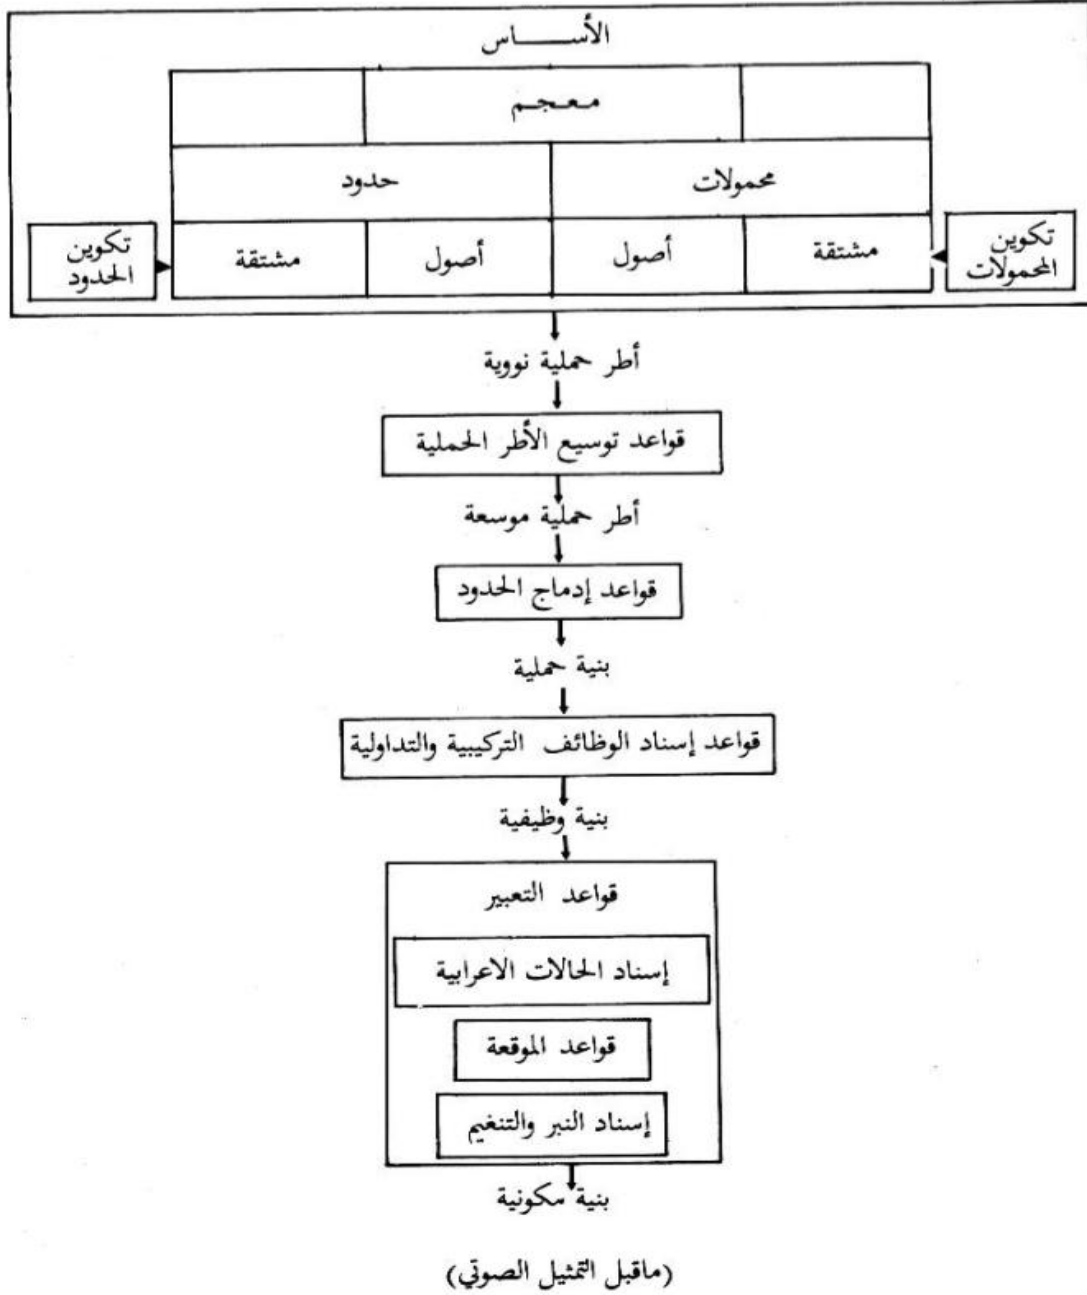 الأساس
معجم
محمولات
حدود
تكوين
المحمولات
مشتقة
أصول
أصول
مشتقة
تكوين
الحدود
أطر حملية نووية
قواعد توسيع الأطر الحملية
أطر حملية موسعة
قواعد إدماج الحدود
بنية حملية
قواعد إسناد الوظائف التركيبية والتداولية
بنية وظيفية
قواعد التعبير
إسناد الحالات الاعرابية
قواعد الموقعة
إسناد النبر والتنغيم
بنية مكونية
(ماقبل التمثيل الصوتي)